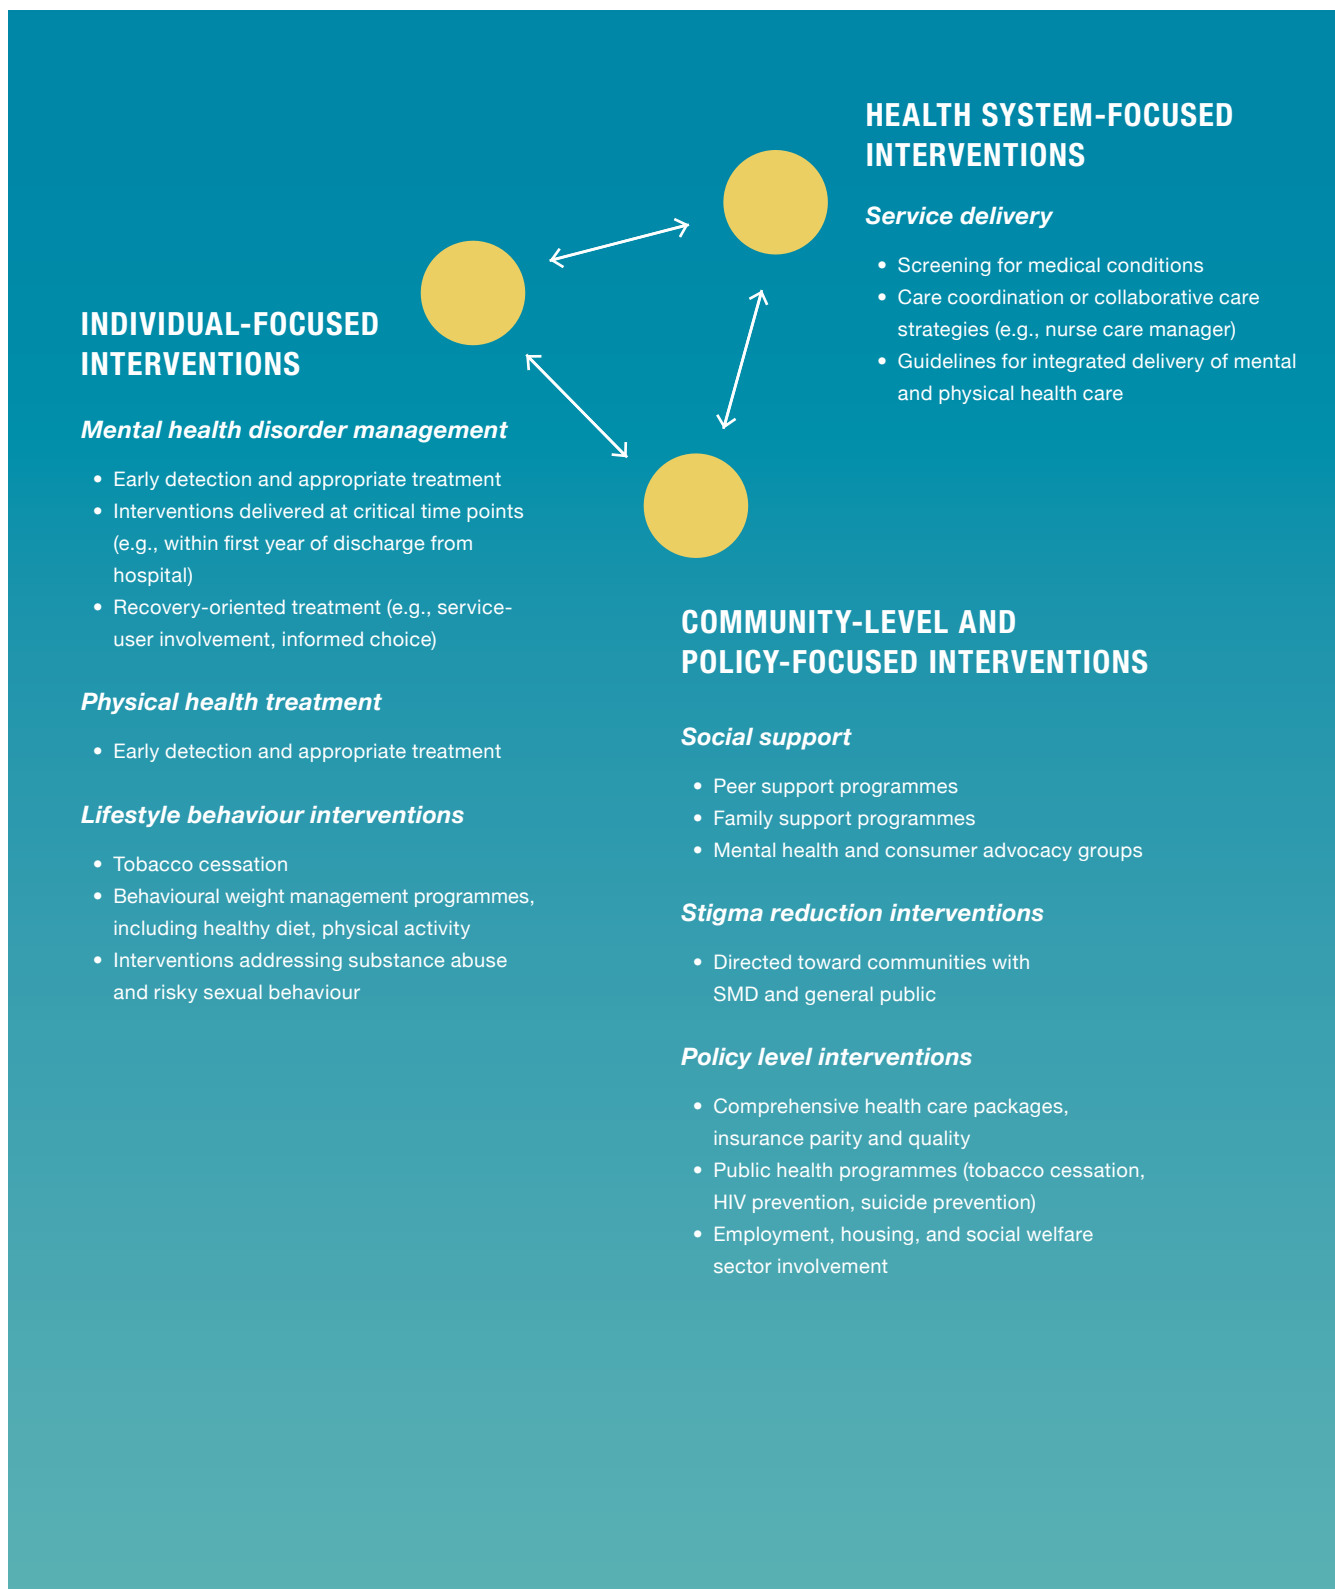 HEALTH SYSTEM-FOCUSED
INTERVENTIONS
Service delivery
• Screening for medical conditions
• Care coordination or collaborative care
strategies (e.g., nurse care manager)
• Guidelines for integrated delivery of mental
and physical health care
INDIVIDUAL-FOCUSED
INTERVENTIONS
Mental health disorder management
• Early detection and appropriate treatment
• Interventions delivered at critical time points
(e.g., within first year of discharge from
hospital)
• Recovery-oriented treatment (e.g., service-
user involvement, informed choice)
Physical health treatment
• Early detection and appropriate treatment
Lifestyle behaviour interventions
• Tobacco cessation
• Behavioural weight management programmes,
including healthy diet, physical activity
• Interventions addressing substance abuse
and risky sexual behaviour
COMMUNITY-LEVEL AND
POLICY-FOCUSED INTERVENTIONS
Social support
• Peer support programmes
• Family support programmes
• Mental health and consumer advocacy groups
Stigma reduction interventions
• Directed toward communities with
SMD and general public
Policy level interventions
• Comprehensive health care packages,
insurance parity and quality
• Public health programmes (tobacco cessation,
HIV prevention, suicide prevention)
• Employment, housing, and social welfare
sector involvement